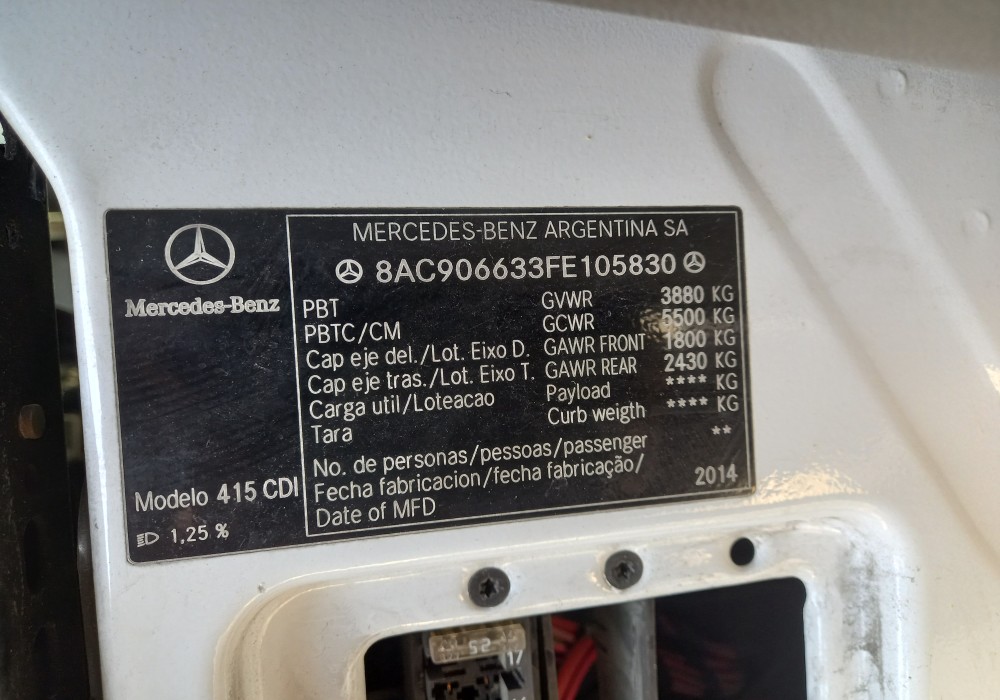 MERCEDES-BENZ ARGENTINA SA
8AC906633FE105830
Mercedes-Benz
PBT GVWR 3880 KG
PBTC/CM GCWR 5500 KG
Cap eje del./Lot. Eixo D. GAWR FRONT 1800 KG
Cap eje tras./Lot. Eixo T. GAWR REAR 2430 KG
Carga util/Loteacao Payload **** KG
Tara Curb weigth **** KG
No. de personas/pessoas/passenger **
Fecha fabricacion/fecha fabricação/
Date of MFD 2014
Modelo 415 CDI
1,25 %
52
17